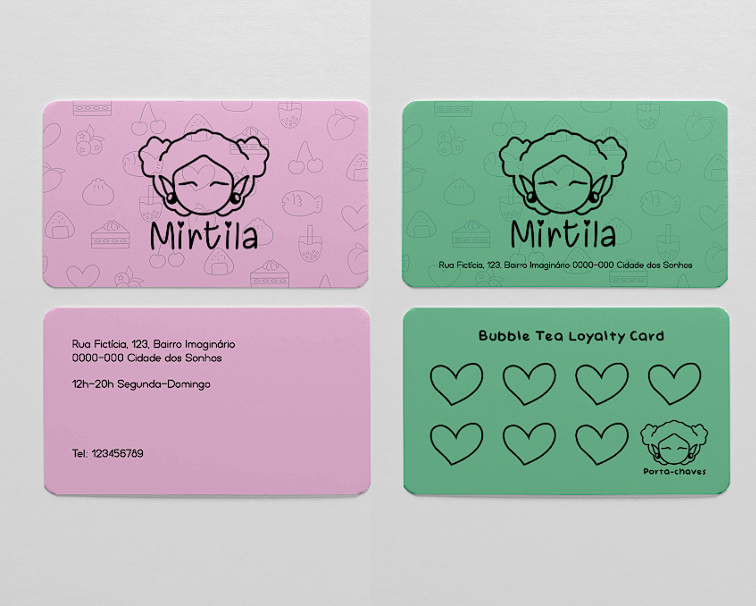 Mirtila
Rua Fictícia, 123, Bairro Imaginário
0000-000 Cidade dos Sonhos
12h-20h Segunda-Domingo
Tel: 123456789
Mirtila
Rua Fictícia, 123, Bairro Imaginário 0000-000 Cidade dos Sonhos
Bubble Tea Loyalty Card
Porta-chaves